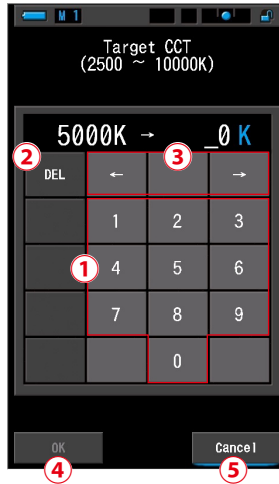 M 1
Target CCT
(2500 ~ 10000K)
5000K → _0 K
② ③
DEL ← →
1 2 3
① 4 5 6
7 8 9
0
OK Cancel
④ ⑤